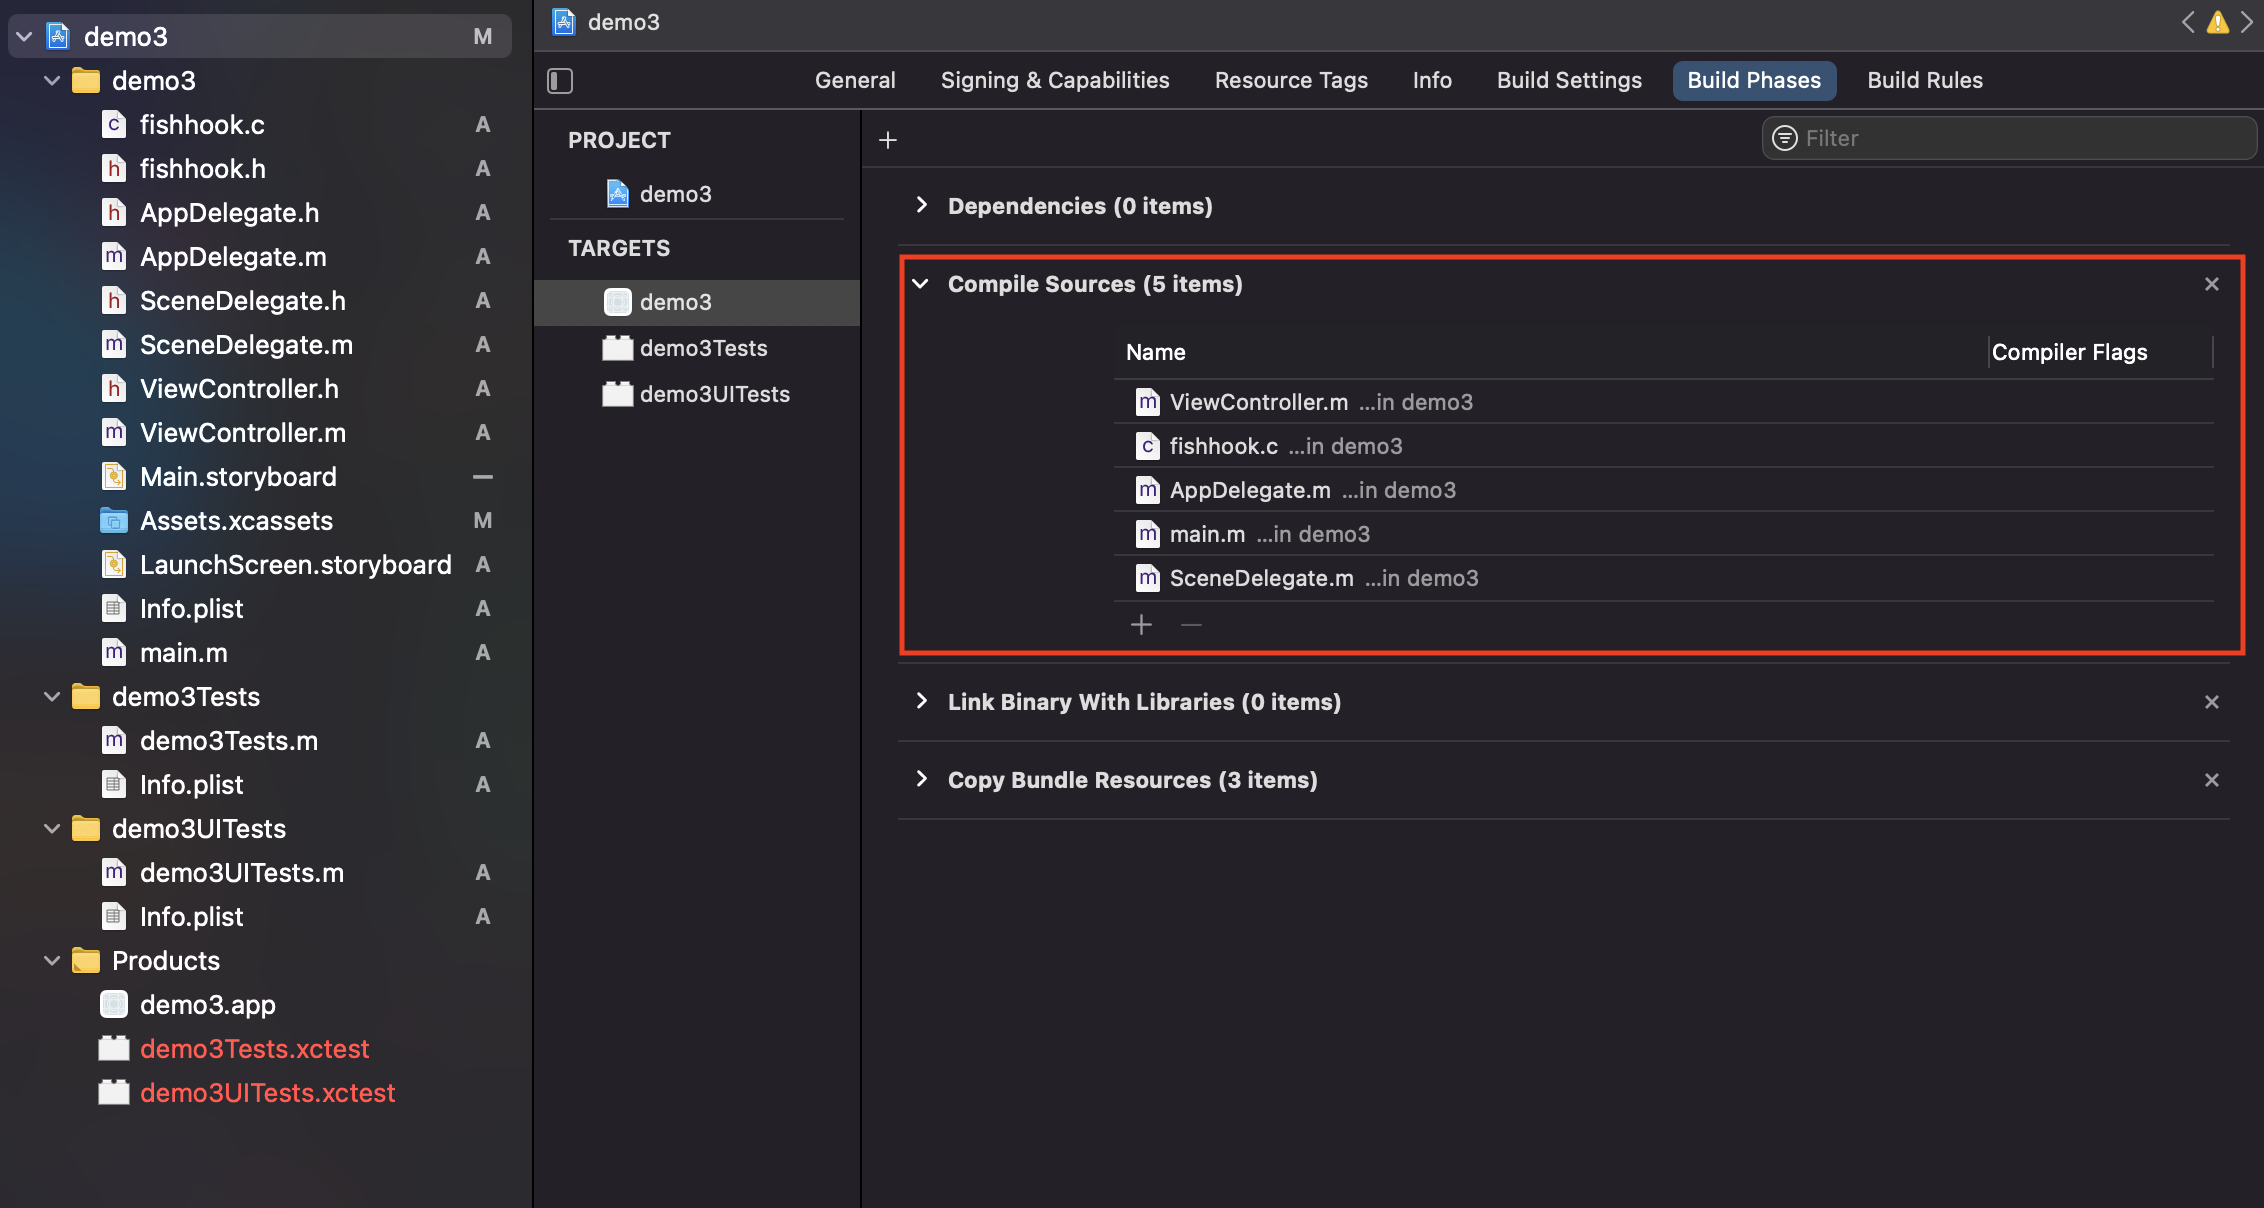 demo3 M
demo3
fishhook.c A
fishhook.h A
AppDelegate.h A
AppDelegate.m A
SceneDelegate.h A
SceneDelegate.m A
ViewController.h A
ViewController.m A
Main.storyboard —
Assets.xcassets M
LaunchScreen.storyboard A
Info.plist A
main.m A
demo3Tests
demo3Tests.m A
Info.plist A
demo3UITests
demo3UITests.m A
Info.plist A
Products
demo3.app
demo3Tests.xctest
demo3UITests.xctest
demo3
General Signing & Capabilities Resource Tags Info Build Settings Build Phases Build Rules
PROJECT
demo3
TARGETS
demo3
demo3Tests
demo3UITests
Filter
Dependencies (0 items)
Compile Sources (5 items)
Name Compiler Flags
ViewController.m ...in demo3
fishhook.c ...in demo3
AppDelegate.m ...in demo3
main.m ...in demo3
SceneDelegate.m ...in demo3
Link Binary With Libraries (0 items)
Copy Bundle Resources (3 items)